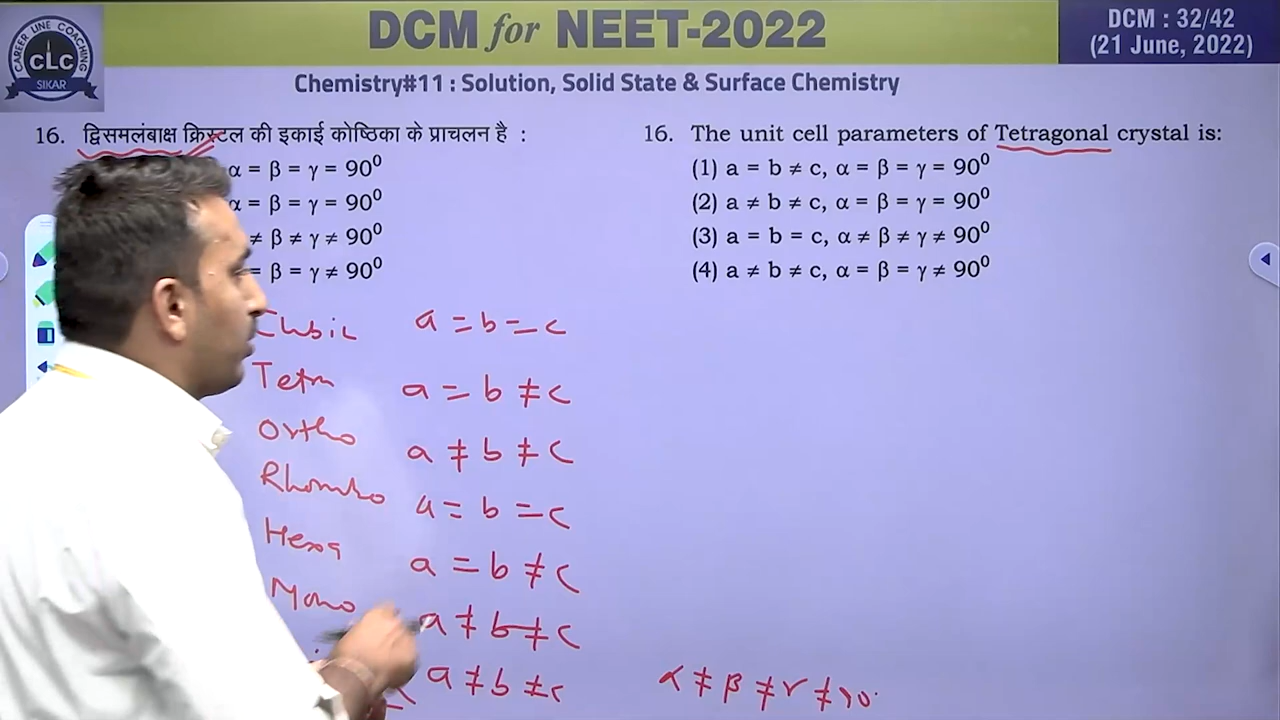 CAREER LINE COACHING
CLC
SIKAR
DCM for NEET-2022
DCM : 32/42
(21 June, 2022)
Chemistry#11 : Solution, Solid State & Surface Chemistry
16. द्विसमलंबाक्ष क्रिस्टल की इकाई कोष्ठिका के प्राचलन है :
α = β = γ = 90⁰
α = β = γ = 90⁰
≠ β ≠ γ ≠ 90⁰
= β = γ ≠ 90⁰
16. The unit cell parameters of Tetragonal crystal is:
(1) a = b ≠ c, α = β = γ = 90⁰
(2) a ≠ b ≠ c, α = β = γ = 90⁰
(3) a = b = c, α ≠ β ≠ γ ≠ 90⁰
(4) a ≠ b ≠ c, α = β = γ ≠ 90⁰
Cubic a = b = c
Tetra a = b ≠ c
Ortho a ≠ b ≠ c
Rhombo a = b = c
Hexa a = b ≠ c
Mono a ≠ b ≠ c
a ≠ b ≠ c α ≠ β ≠ γ ≠ 90°